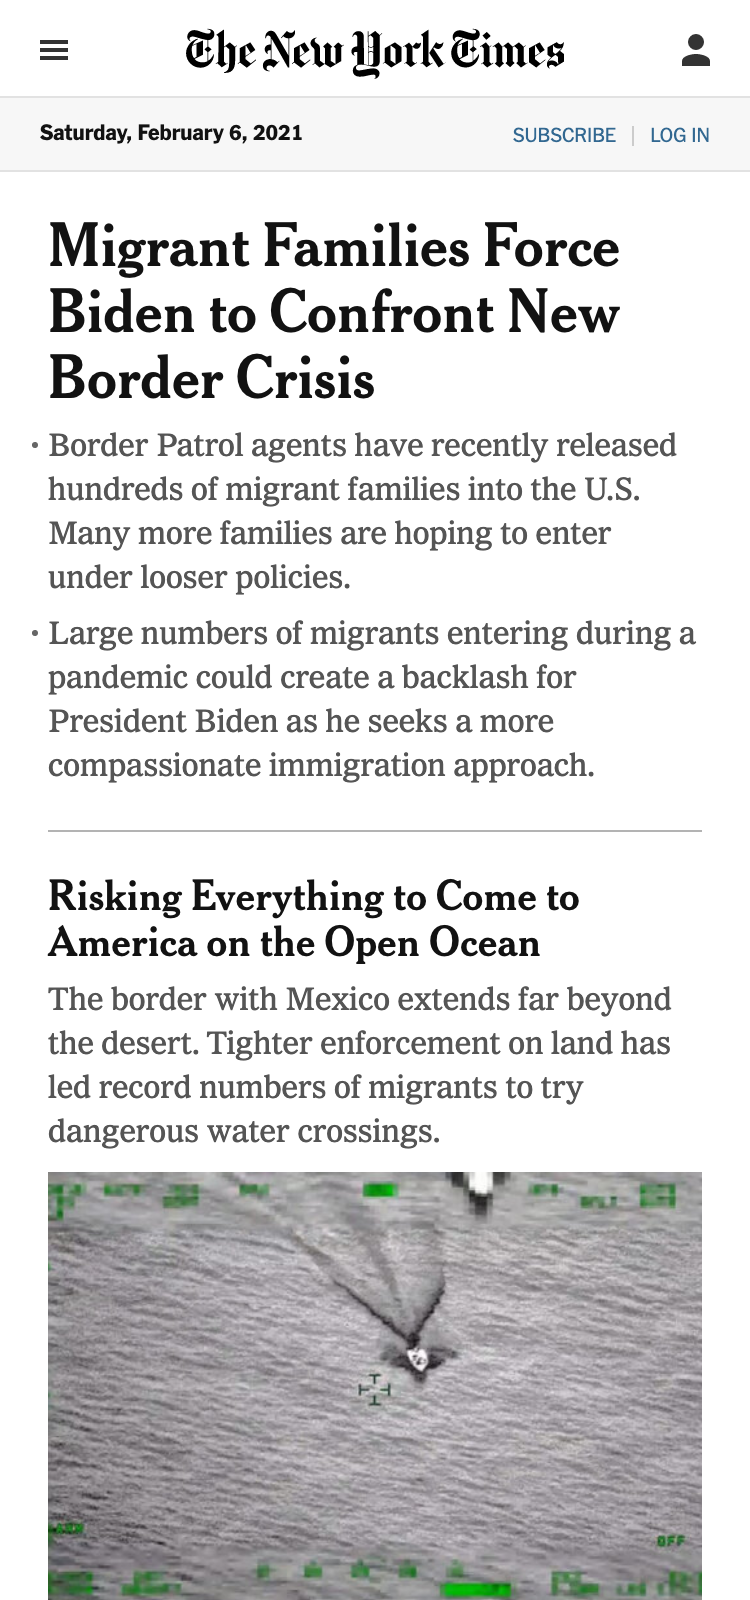 The New York Times
Saturday, February 6, 2021
SUBSCRIBE | LOG IN
Migrant Families Force
Biden to Confront New
Border Crisis
• Border Patrol agents have recently released
hundreds of migrant families into the U.S.
Many more families are hoping to enter
under looser policies.
• Large numbers of migrants entering during a
pandemic could create a backlash for
President Biden as he seeks a more
compassionate immigration approach.
Risking Everything to Come to
America on the Open Ocean
The border with Mexico extends far beyond
the desert. Tighter enforcement on land has
led record numbers of migrants to try
dangerous water crossings.
OFF